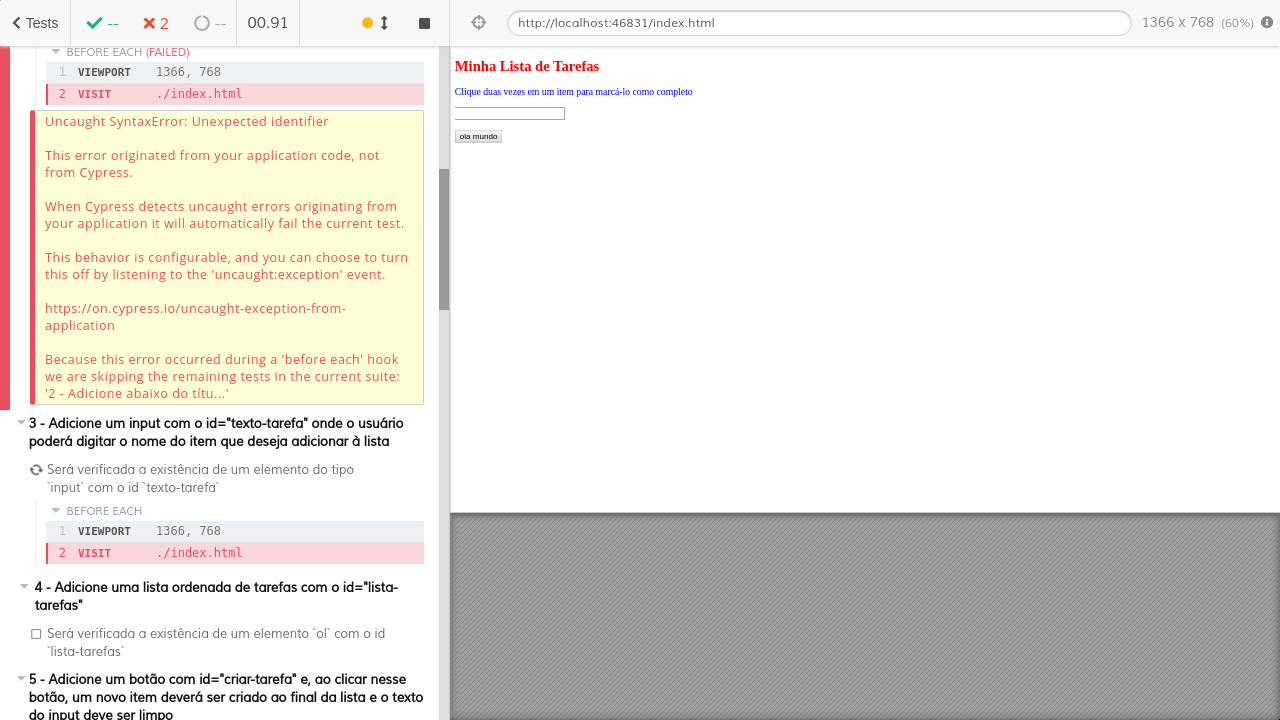 Tests
--
2
--
00.91
http://localhost:46831/index.html
1366 x 768 (60%)
BEFORE EACH (FAILED)
1 VIEWPORT 1366, 768
2 VISIT ./index.html
Uncaught SyntaxError: Unexpected identifier
This error originated from your application code, not
from Cypress.
When Cypress detects uncaught errors originating from
your application it will automatically fail the current test.
This behavior is configurable, and you can choose to turn
this off by listening to the 'uncaught:exception' event.
https://on.cypress.io/uncaught-exception-from-
application
Because this error occurred during a 'before each' hook
we are skipping the remaining tests in the current suite:
'2 - Adicione abaixo do títu...'
3 - Adicione um input com o id="texto-tarefa" onde o usuário
poderá digitar o nome do item que deseja adicionar à lista
Será verificada a existência de um elemento do tipo
`input` com o id `texto-tarefa`
BEFORE EACH
1 VIEWPORT 1366, 768
2 VISIT ./index.html
4 - Adicione uma lista ordenada de tarefas com o id="lista-
tarefas"
Será verificada a existência de um elemento `ol` com o id
`lista-tarefas`
5 - Adicione um botão com id="criar-tarefa" e, ao clicar nesse
botão, um novo item deverá ser criado ao final da lista e o texto
do input deve ser limpo
Minha Lista de Tarefas
Clique duas vezes em um item para marcá-lo como completo
ola mundo